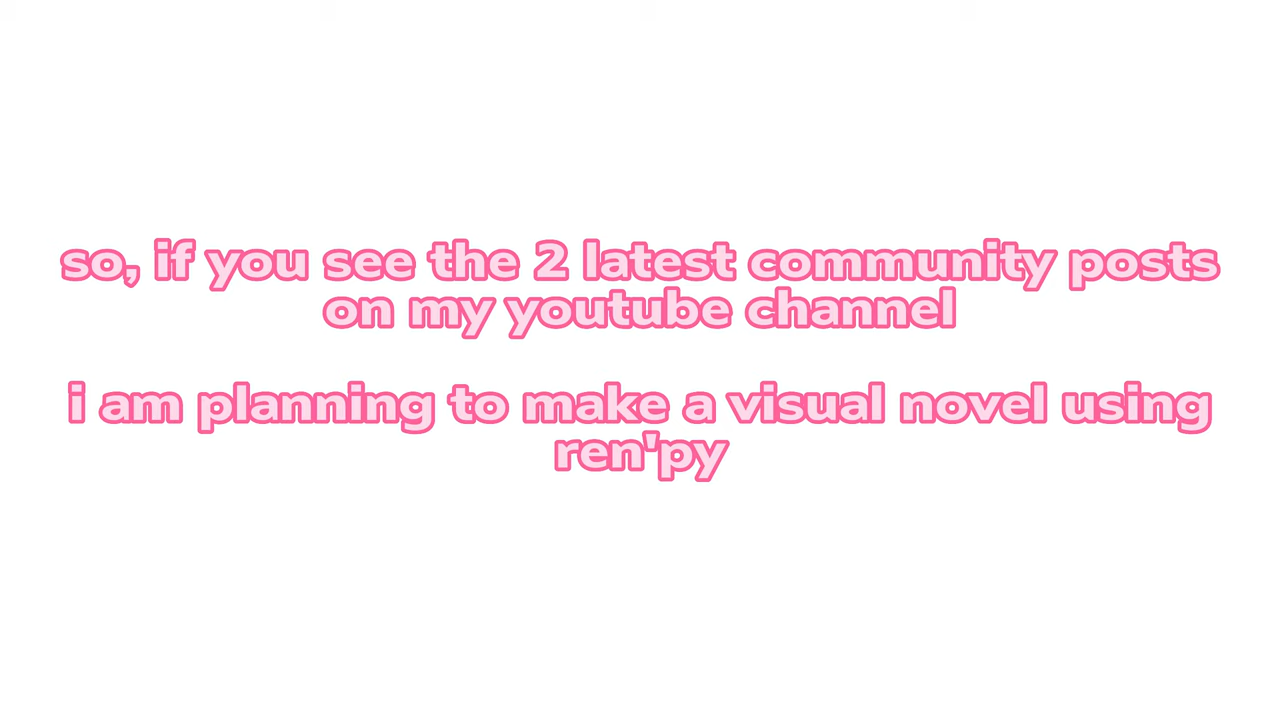 so, if you see the 2 latest community posts
on my youtube channel
i am planning to make a visual novel using
ren'py